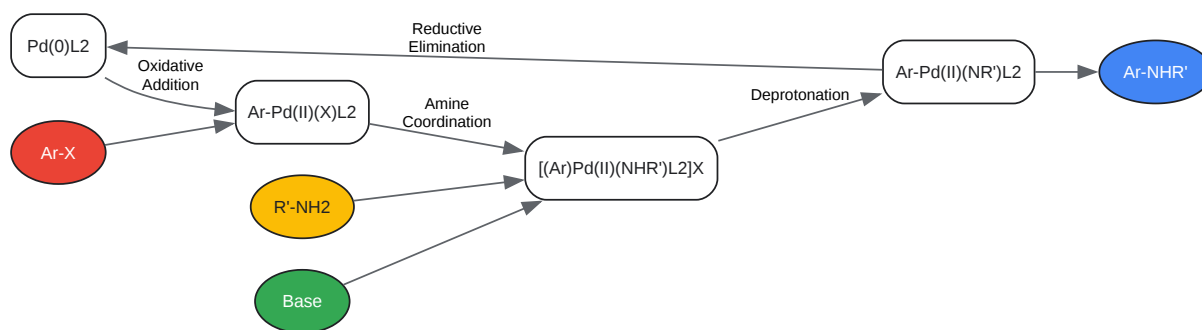 Reductive
Elimination
Pd(0)L2
Oxidative
Addition
Ar-Pd(II)(NR')L2
Ar-NHR'
Deprotonation
Ar-Pd(II)(X)L2
Amine
Coordination
Ar-X
[(Ar)Pd(II)(NHR')L2]X
R'-NH2
Base